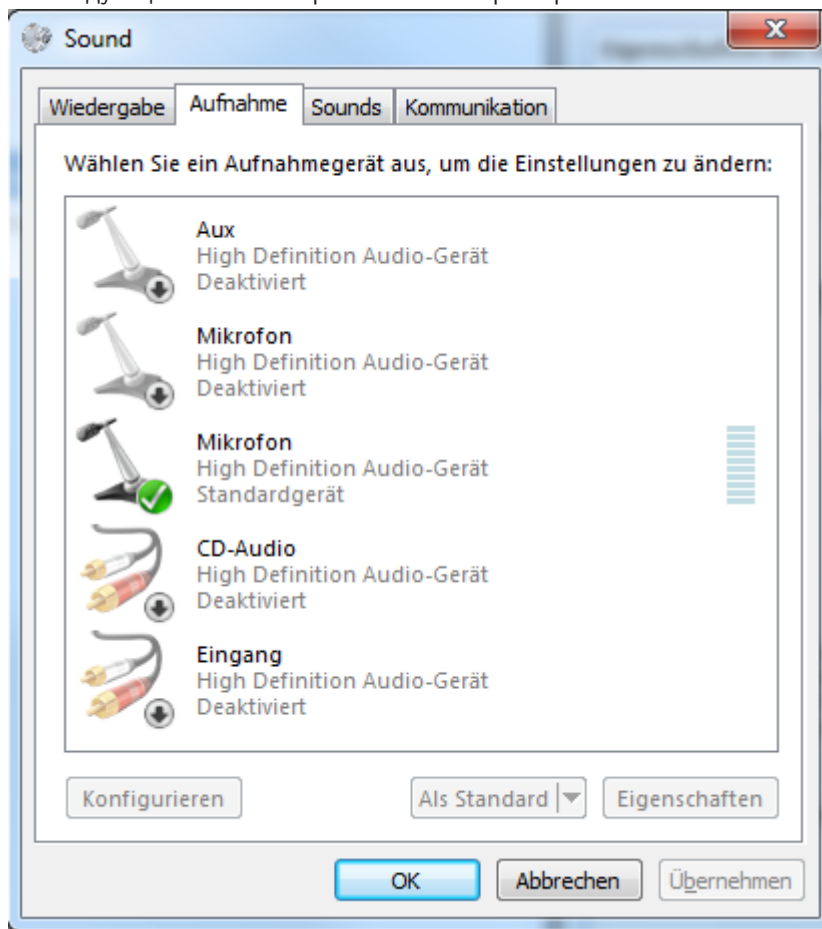 Sound
Wiedergabe Aufnahme Sounds Kommunikation
Wählen Sie ein Aufnahmegerät aus, um die Einstellungen zu ändern:
Aux
High Definition Audio-Gerät
Deaktiviert
Mikrofon
High Definition Audio-Gerät
Deaktiviert
Mikrofon
High Definition Audio-Gerät
Standardgerät
CD-Audio
High Definition Audio-Gerät
Deaktiviert
Eingang
High Definition Audio-Gerät
Deaktiviert
Konfigurieren Als Standard Eigenschaften
OK Abbrechen Übernehmen